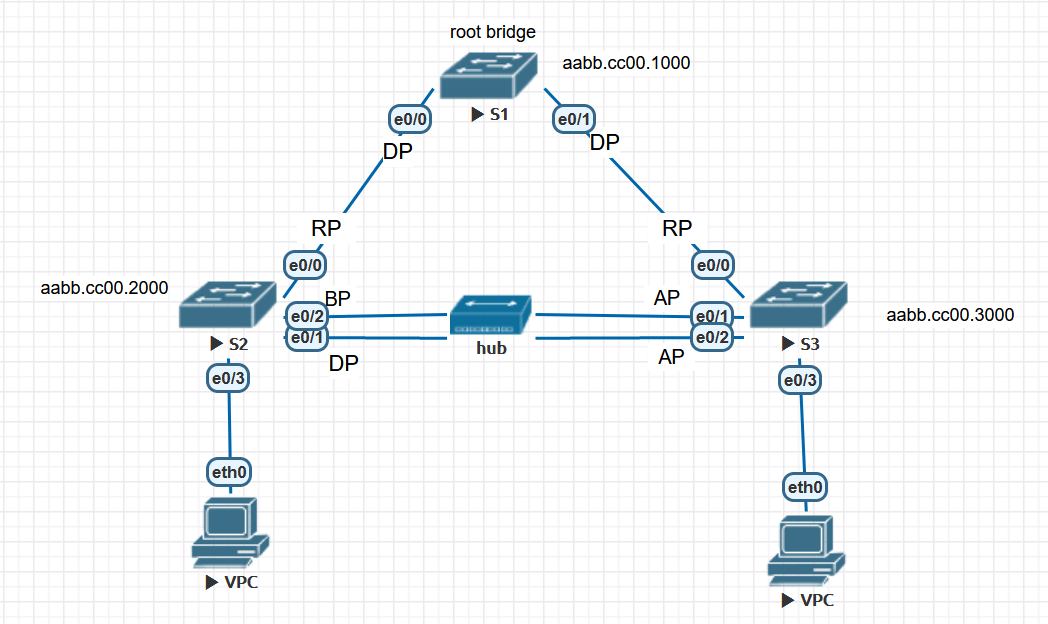 root bridge
aabb.cc00.1000
S1
e0/0
e0/1
DP
DP
RP
RP
e0/0
e0/0
aabb.cc00.2000
BP
AP
e0/2
e0/1
aabb.cc00.3000
e0/1
e0/2
S2
hub
S3
DP
AP
e0/3
e0/3
eth0
eth0
VPC
VPC